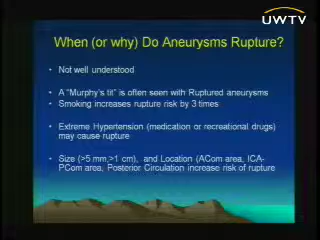 UWTV
When (or why) Do Aneurysms Rupture?
• Not well understood
• A "Murphy's tit" is often seen with Ruptured aneurysms
• Smoking increases rupture risk by 3 times
• Extreme Hypertension (medication or recreational drugs)
may cause rupture
• Size (>5 mm,>1 cm), and Location (ACom area, ICA-
PCom area, Posterior Circulation increase risk of rupture